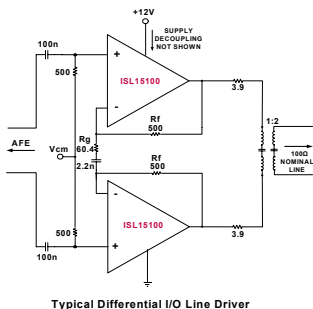 +12V
SUPPLY
DECOUPLING
NOT SHOWN
100n
+
500
ISL15100
-
3.9
Rf
500
1:2
AFE
Vcm
Rg
60.4
2.2n
100Ω
NOMINAL
LINE
Rf
500
-
500
ISL15100
3.9
+
100n
Typical Differential I/O Line Driver